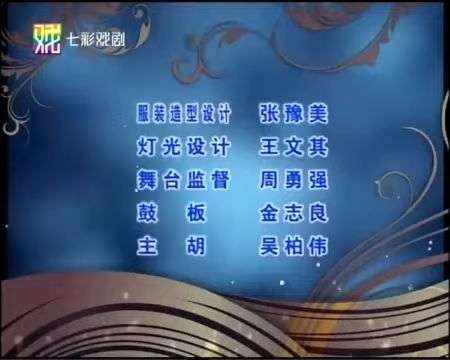 戏 七彩戏剧
服装造型设计 张豫美
灯光设计 王文其
舞台监督 周勇强
鼓板 金志良
主胡 吴柏伟